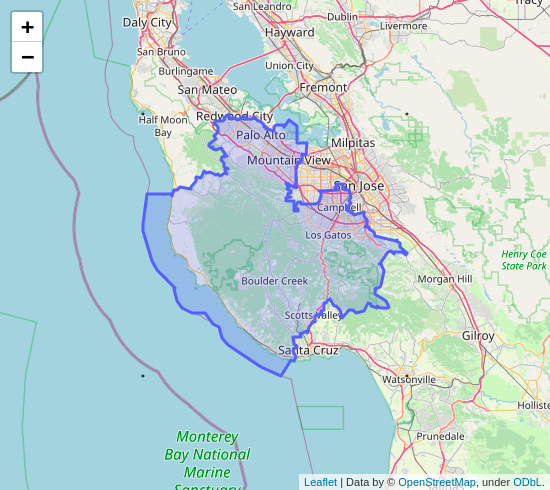 +
−
Daly City
San Leandro
Dublin
Livermore
Tracy
Hayward
San Bruno
Burlingame
Union City
San Mateo
Fremont
Redwood City
Half Moon
Bay
Palo Alto
Milpitas
Mountain View
San Jose
Campbell
Los Gatos
Henry Coe
State Park
Boulder Creek
Morgan Hill
Scotts Valley
Gilroy
Santa Cruz
Watsonville
Holliste
Prunedale
Monterey
Bay National
Marine
Sanctuary
Leaflet | Data by © OpenStreetMap, under ODbL.